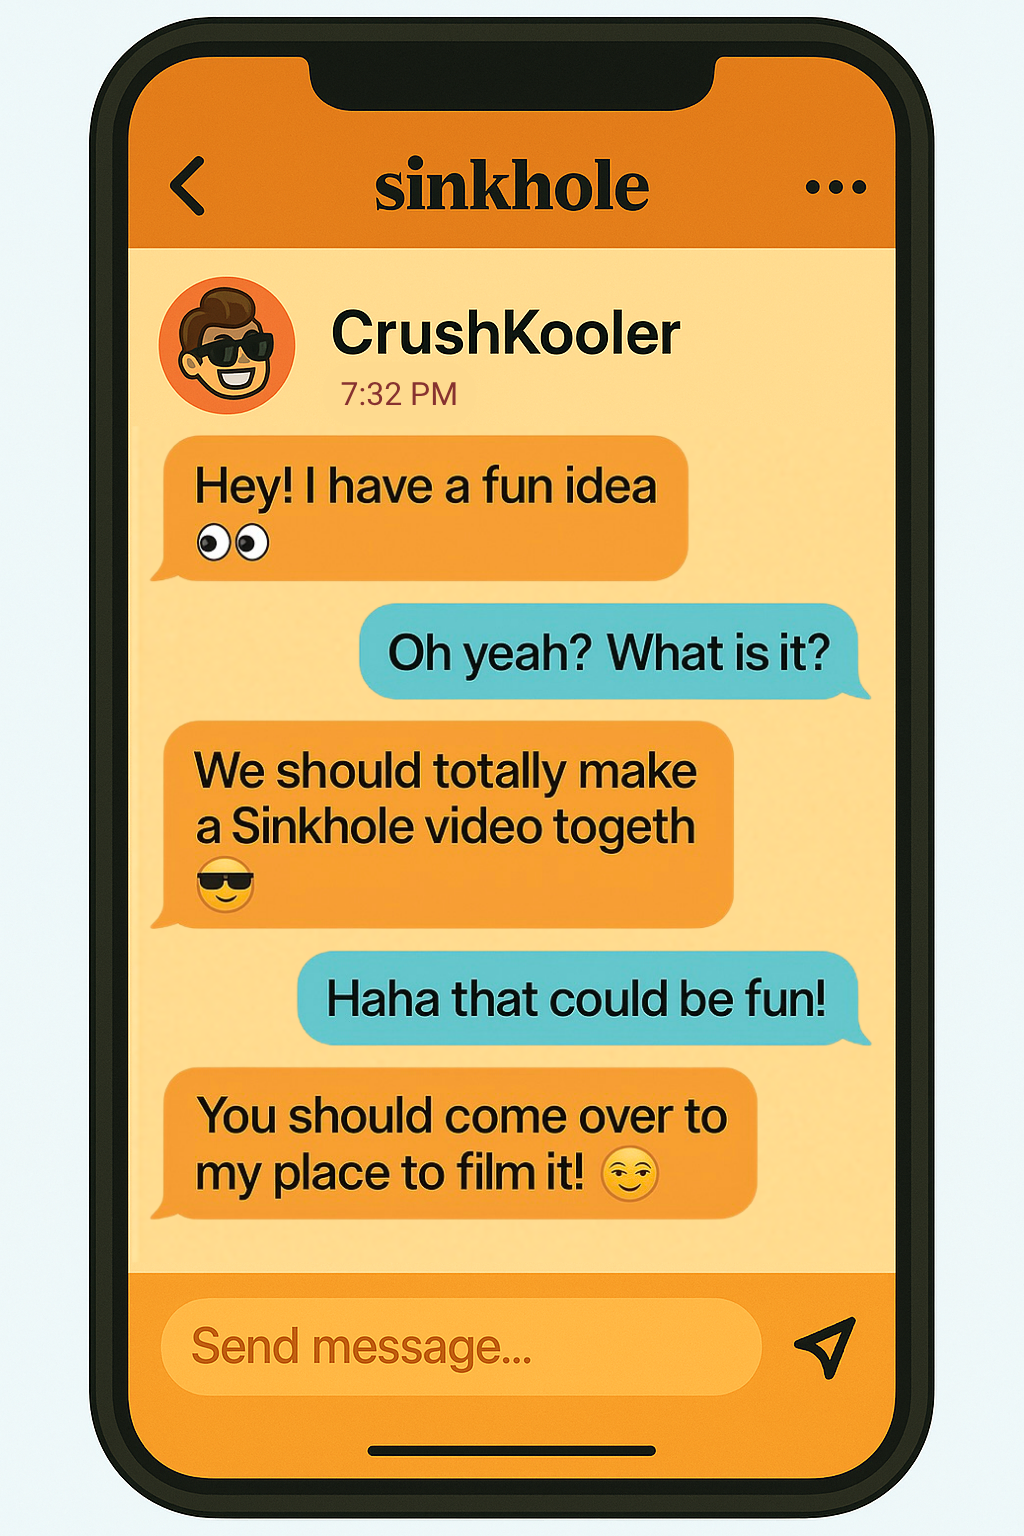 sinkhole
CrushKooler
7:32 PM
Hey! I have a fun idea
👀
Oh yeah? What is it?
We should totally make
a Sinkhole video togeth
😎
Haha that could be fun!
You should come over to
my place to film it! 😏
Send message...